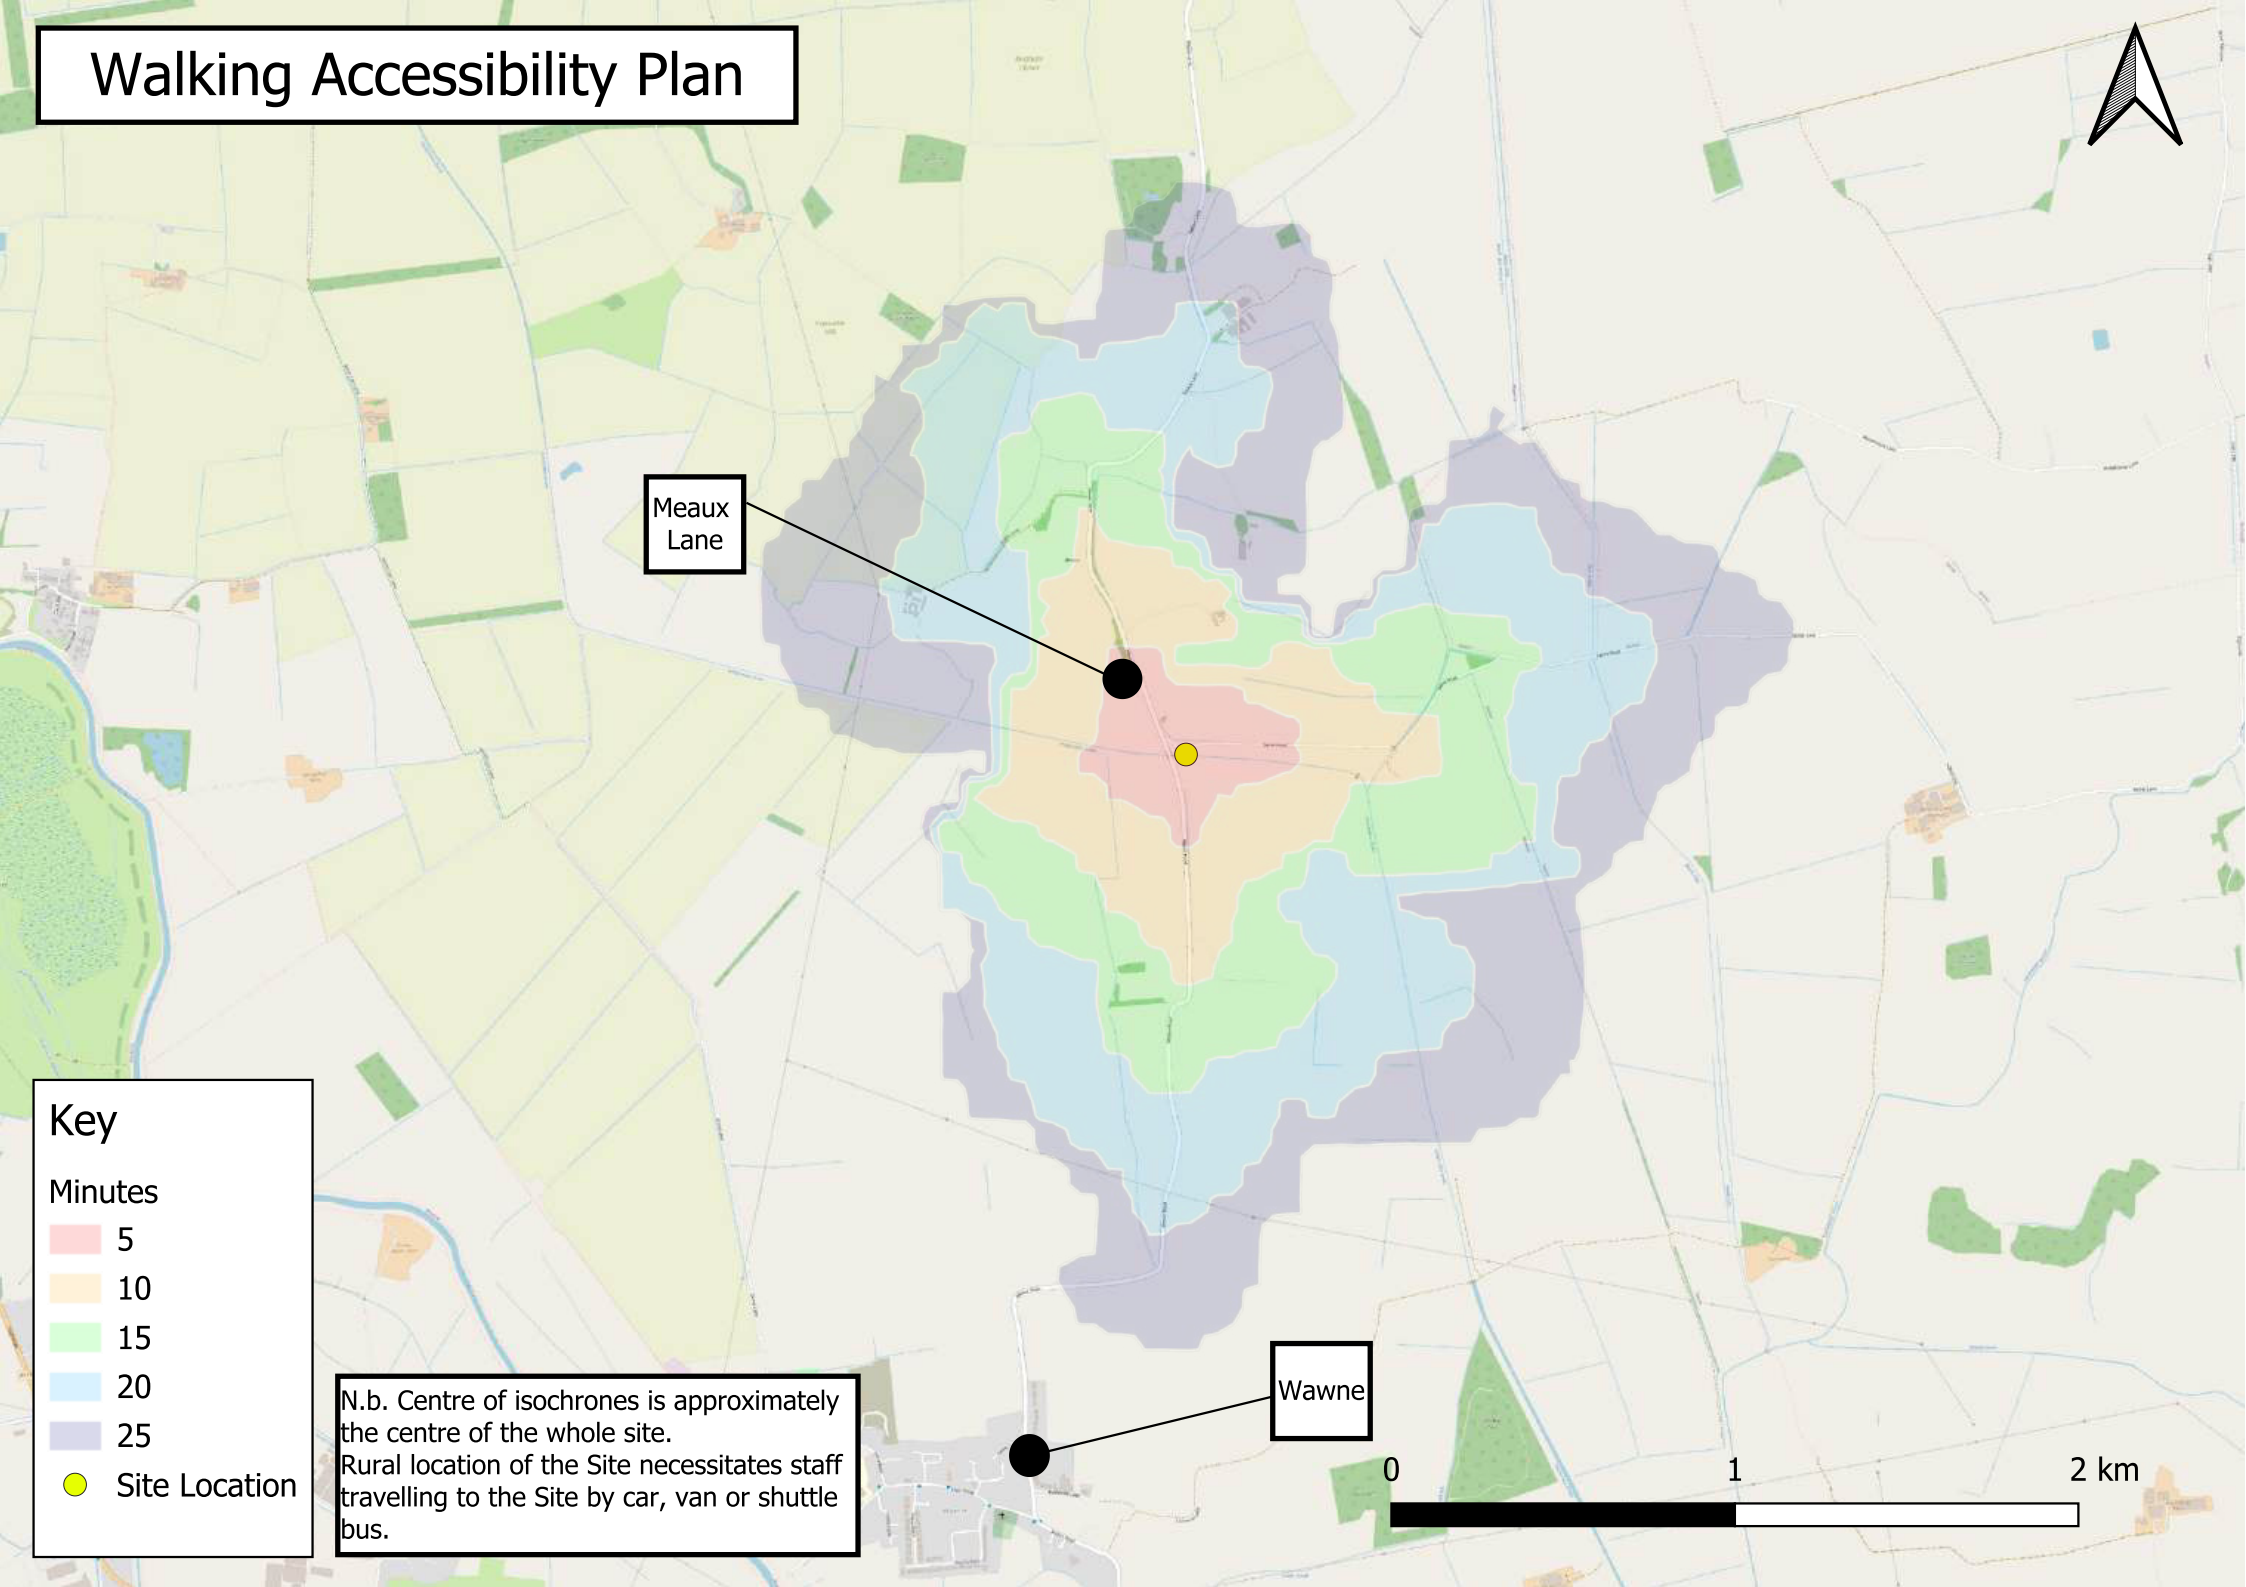 Walking Accessibility Plan
Meaux
Lane
Key
Minutes
5
10
15
20
25
Site Location
N.b. Centre of isochrones is approximately
the centre of the whole site.
Rural location of the Site necessitates staff
travelling to the Site by car, van or shuttle
bus.
Wawne
0 1 2 km